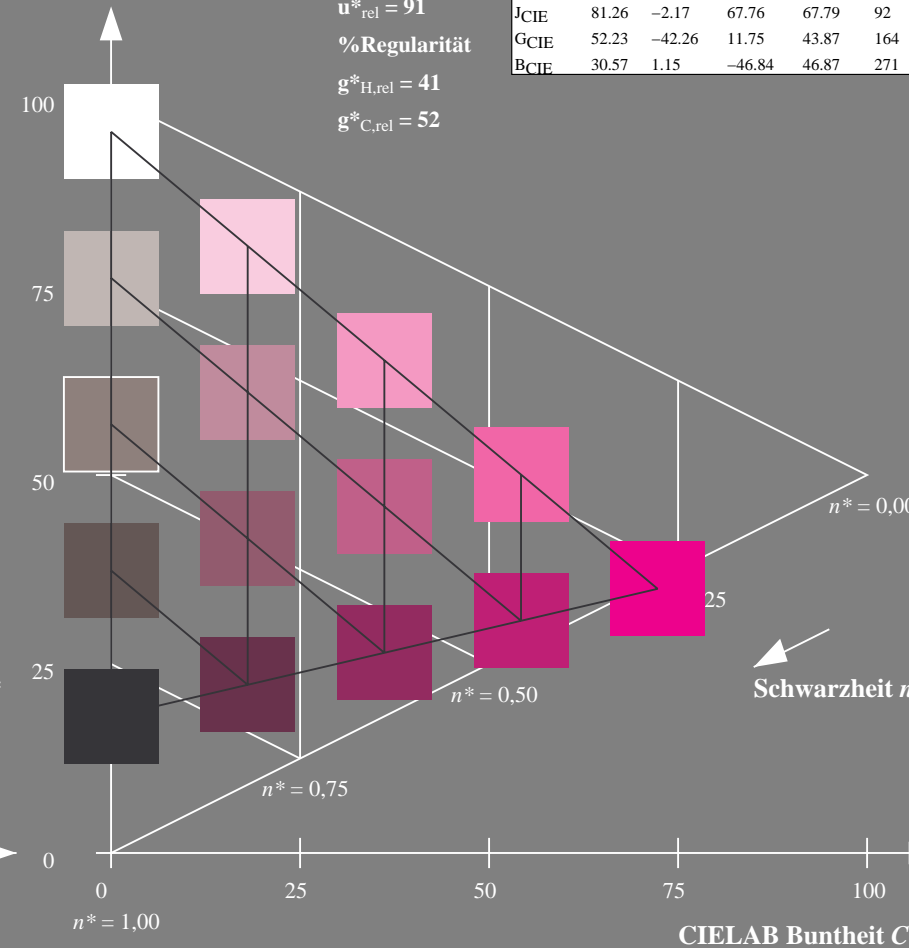 u*rel = 91
%Regularität
g*H,rel = 41
g*C,rel = 52
JCIE 81.26 −2.17 67.76 67.79 92
GCIE 52.23 −42.26 11.75 43.87 164
BCIE 30.57 1.15 −46.84 46.87 271
100
75
50
n* = 0,00
25
25
Schwarzheit n
n* = 0,50
n* = 0,75
0
0 25 50 75 100
n* = 1,00
CIELAB Buntheit C